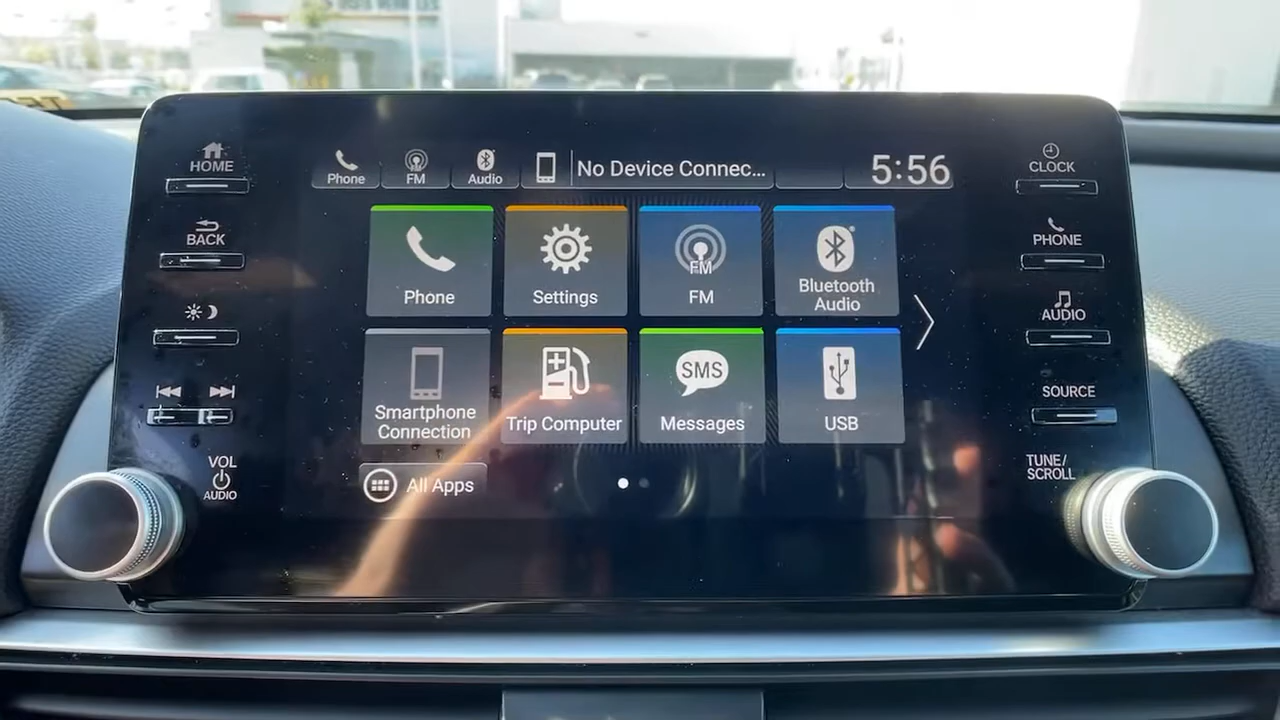 HOME
BACK
VOL
AUDIO
Phone
FM
Audio
No Device Connec...
5:56
Phone
Settings
FM
FM
Bluetooth
Audio
Smartphone
Connection
Trip Computer
SMS
Messages
USB
All Apps
CLOCK
PHONE
AUDIO
SOURCE
TUNE/
SCROLL